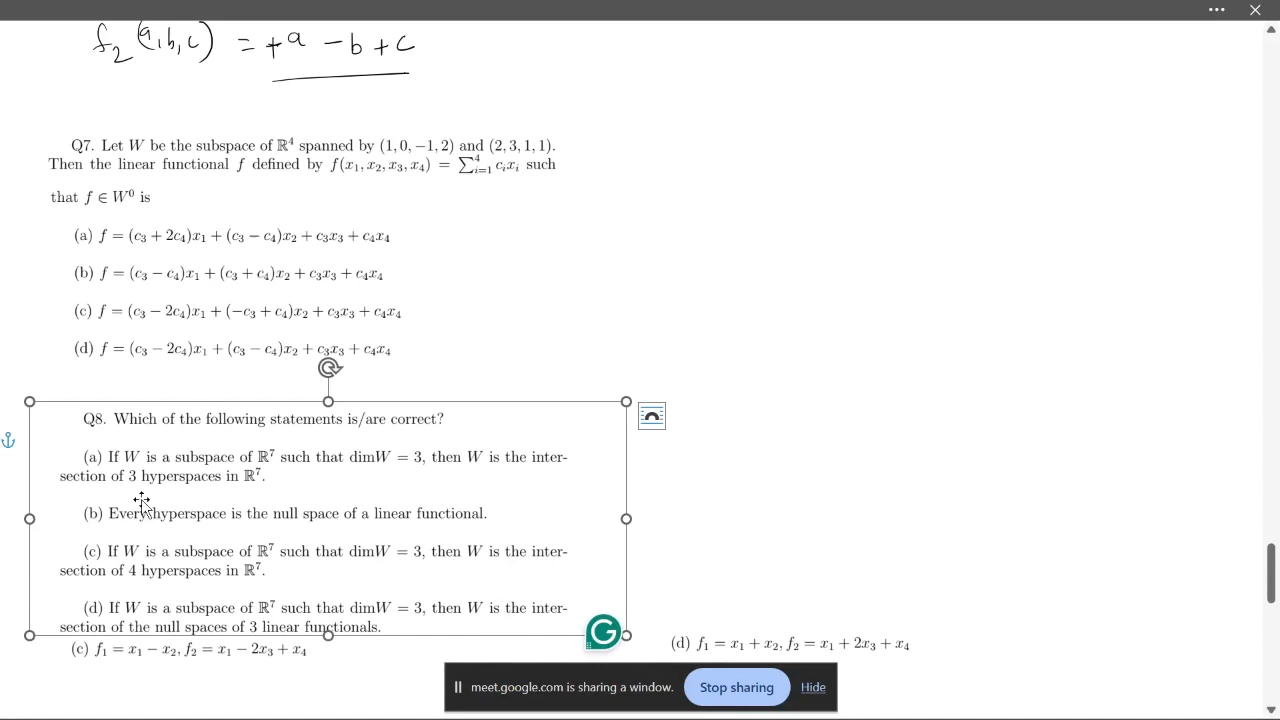 f₂(a,b,c) = +a − b + c
Q7. Let W be the subspace of ℝ⁴ spanned by (1, 0, −1, 2) and (2, 3, 1, 1).
Then the linear functional f defined by f(x₁, x₂, x₃, x₄) = ∑⁴ᵢ₌₁ cᵢxᵢ such
that f ∈ W⁰ is
(a) f = (c₃ + 2c₄)x₁ + (c₃ − c₄)x₂ + c₃x₃ + c₄x₄
(b) f = (c₃ − c₄)x₁ + (c₃ + c₄)x₂ + c₃x₃ + c₄x₄
(c) f = (c₃ − 2c₄)x₁ + (−c₃ + c₄)x₂ + c₃x₃ + c₄x₄
(d) f = (c₃ − 2c₄)x₁ + (c₃ − c₄)x₂ + c₃x₃ + c₄x₄
Q8. Which of the following statements is/are correct?
(a) If W is a subspace of ℝ⁷ such that dimW = 3, then W is the inter-
section of 3 hyperspaces in ℝ⁷.
(b) Every hyperspace is the null space of a linear functional.
(c) If W is a subspace of ℝ⁷ such that dimW = 3, then W is the inter-
section of 4 hyperspaces in ℝ⁷.
(d) If W is a subspace of ℝ⁷ such that dimW = 3, then W is the inter-
section of the null spaces of 3 linear functionals.
(c) f₁ = x₁ − x₂, f₂ = x₁ − 2x₃ + x₄
(d) f₁ = x₁ + x₂, f₂ = x₁ + 2x₃ + x₄
meet.google.com is sharing a window. Stop sharing Hide